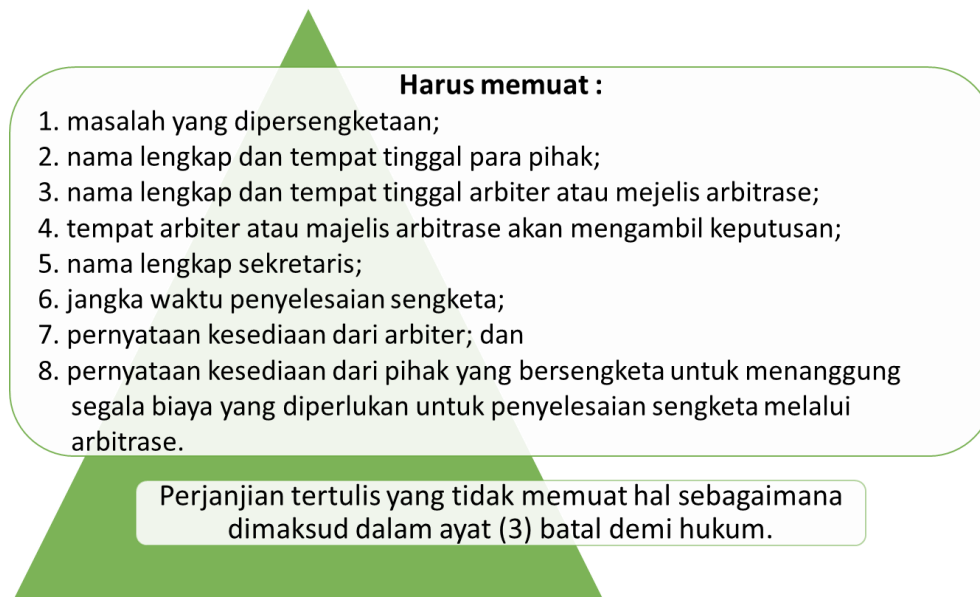 Harus memuat :
1. masalah yang dipersengketaan;
2. nama lengkap dan tempat tinggal para pihak;
3. nama lengkap dan tempat tinggal arbiter atau mejelis arbitrase;
4. tempat arbiter atau majelis arbitrase akan mengambil keputusan;
5. nama lengkap sekretaris;
6. jangka waktu penyelesaian sengketa;
7. pernyataan kesediaan dari arbiter; dan
8. pernyataan kesediaan dari pihak yang bersengketa untuk menanggung
segala biaya yang diperlukan untuk penyelesaian sengketa melalui
arbitrase.
Perjanjian tertulis yang tidak memuat hal sebagaimana
dimaksud dalam ayat (3) batal demi hukum.